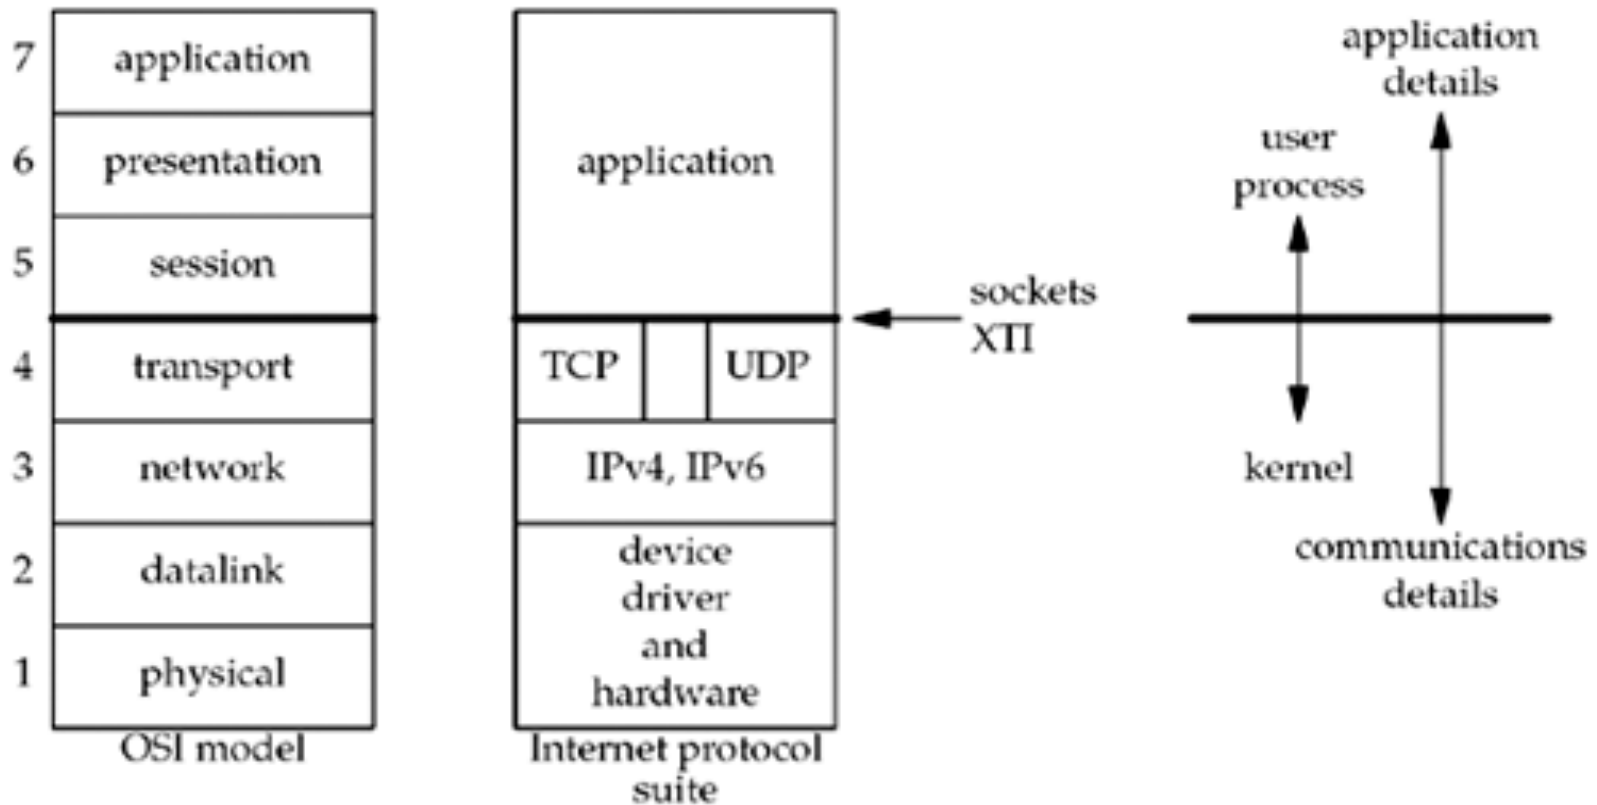 7
application
6
presentation
5
session
4
transport
3
network
2
datalink
1
physical
OSI model
application
TCP
UDP
IPv4, IPv6
device
driver
and
hardware
Internet protocol
suite
sockets
XTI
application
details
user
process
kernel
communications
details